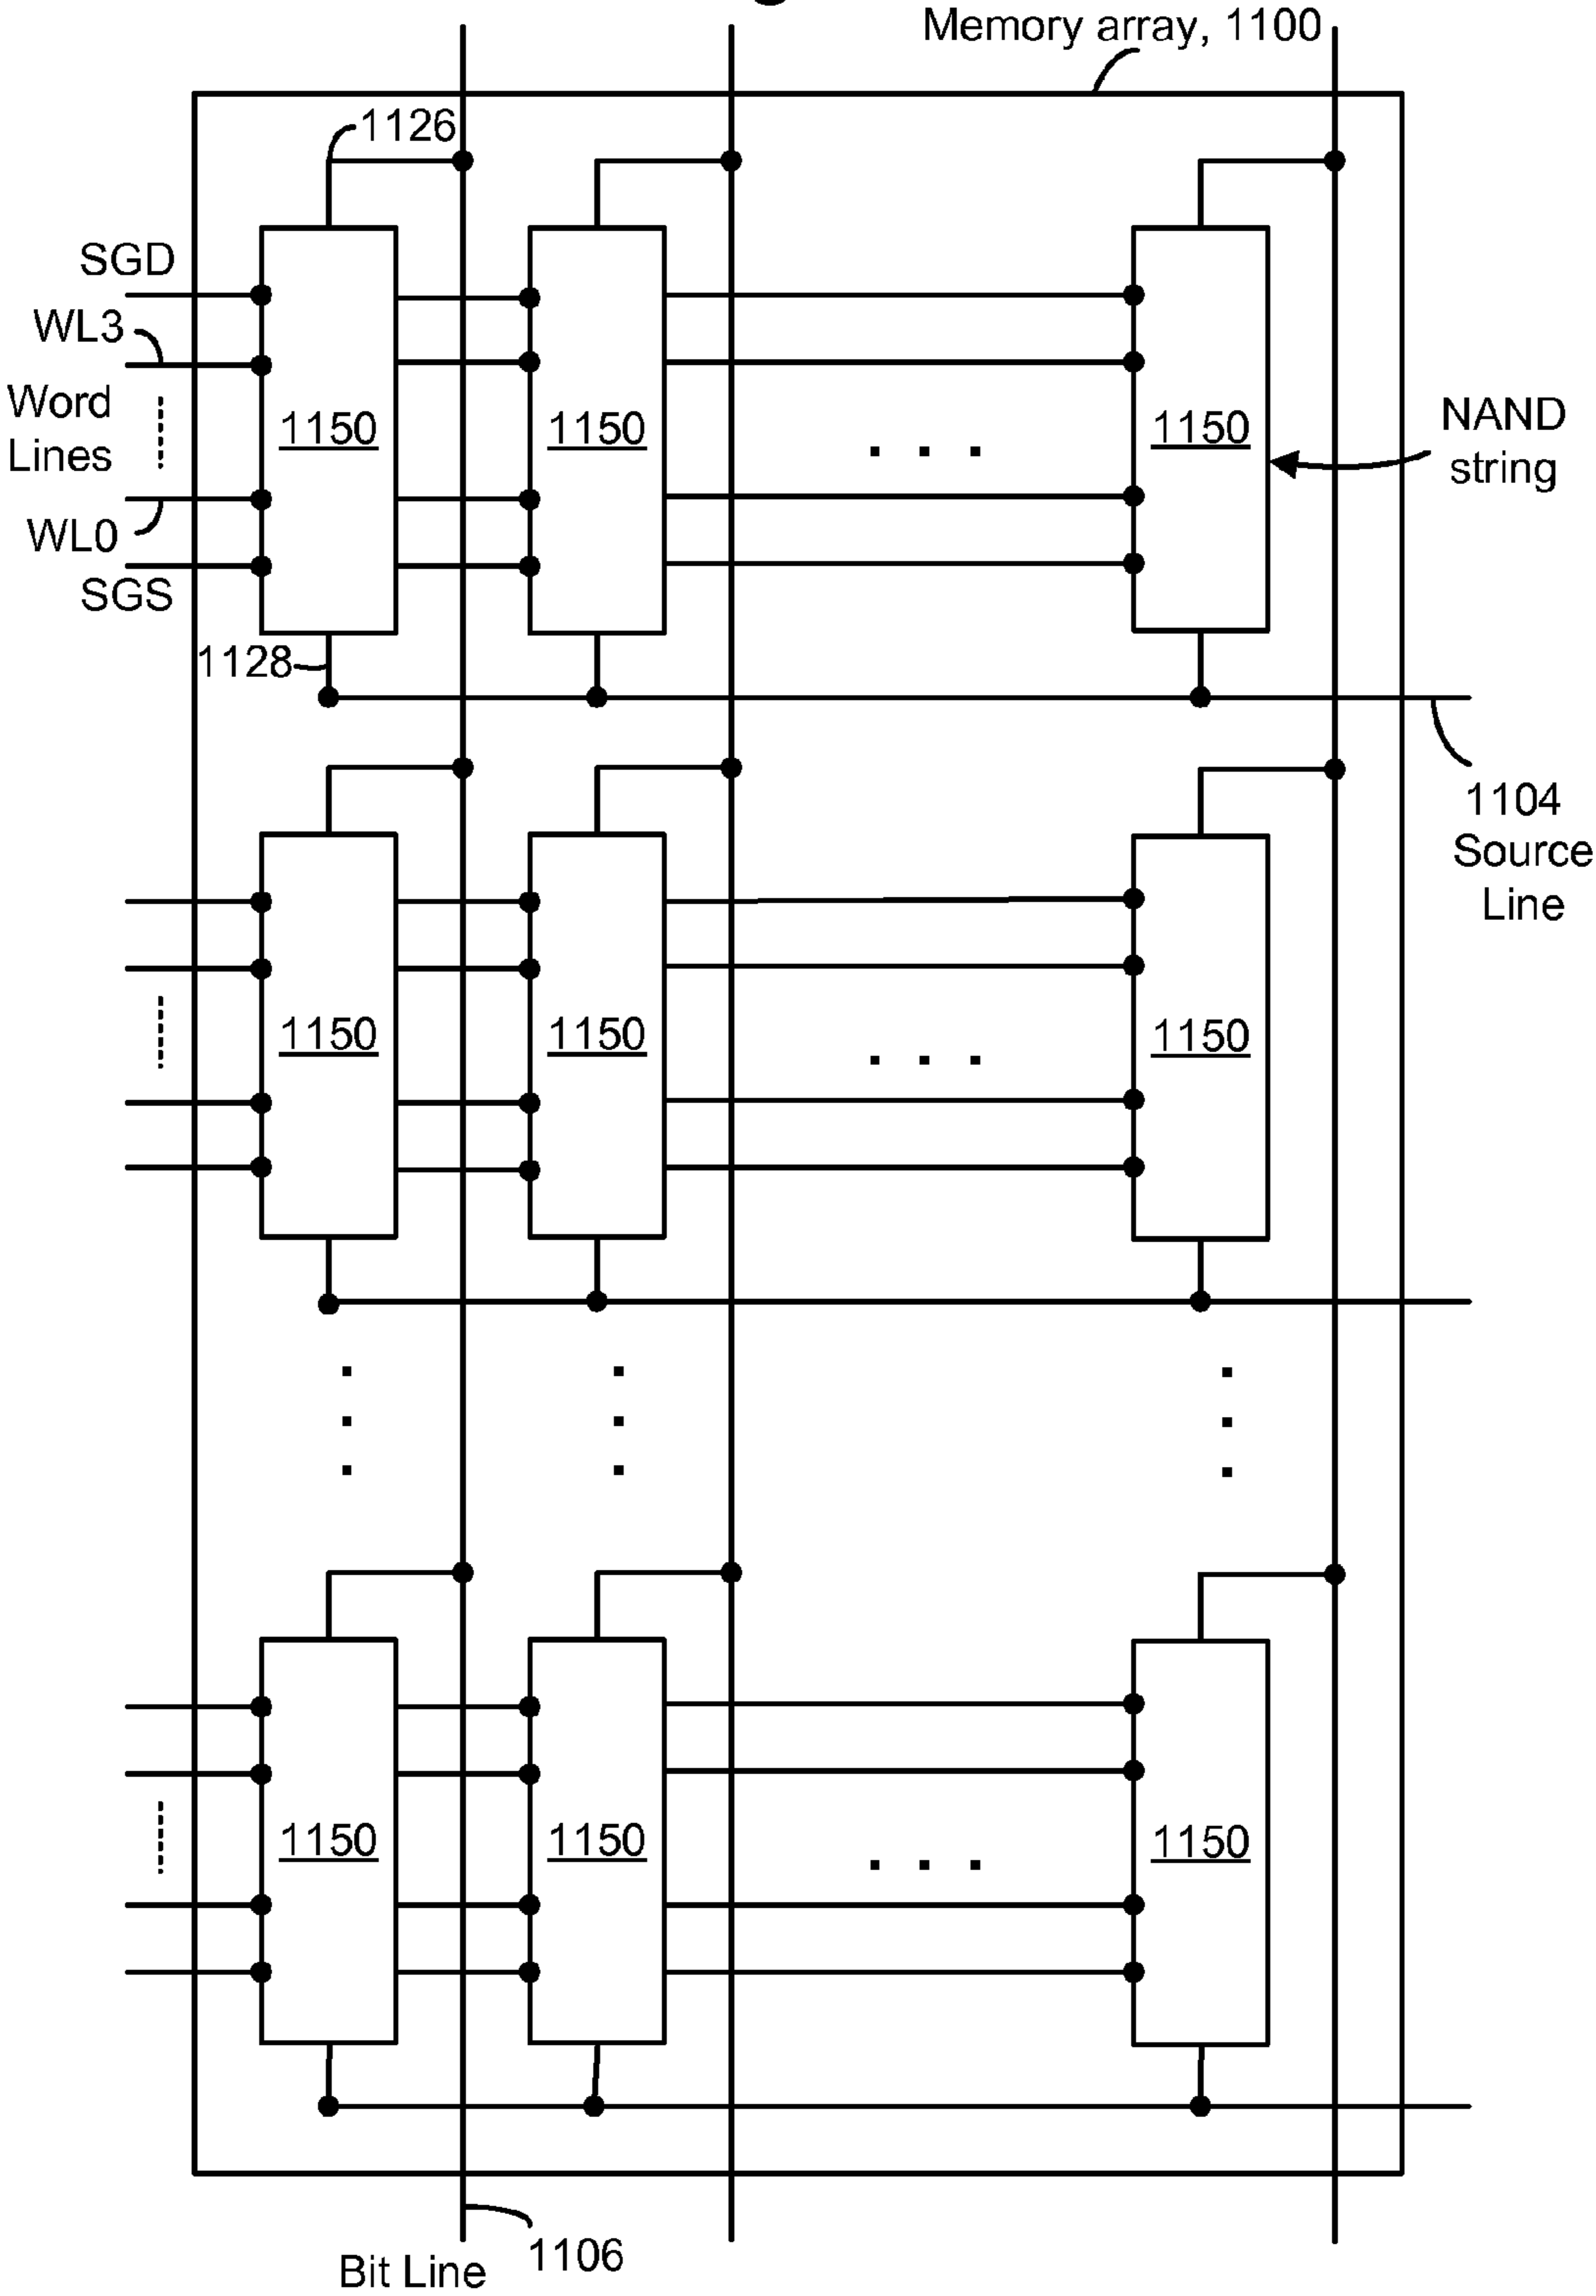 Memory array, 1100
1126
SGD
WL3
Word
Lines
WL0
SGS
1150
1150
1150
NAND
string
1128
1104
Source
Line
1150
1150
1150
1150
1150
1150
1106
Bit Line